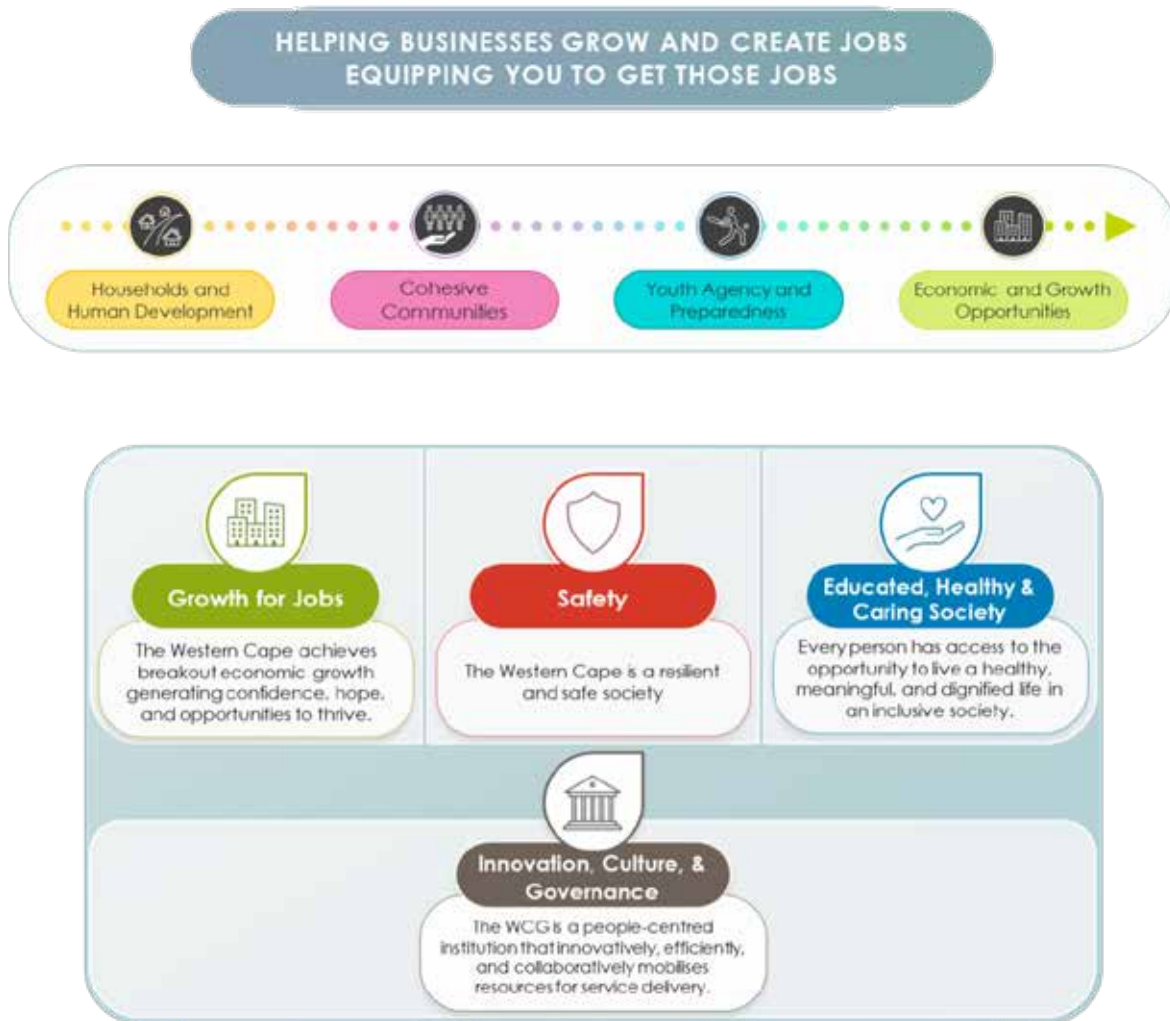 HELPING BUSINESSES GROW AND CREATE JOBS
EQUIPPING YOU TO GET THOSE JOBS
Households and
Human Development
Cohesive
Communities
Youth Agency and
Preparedness
Economic and Growth
Opportunities
Growth for Jobs
The Western Cape achieves
breakout economic growth
generating confidence, hope,
and opportunities to thrive.
Safety
The Western Cape is a resilient
and safe society
Educated, Healthy &
Caring Society
Every person has access to the
opportunity to live a healthy,
meaningful, and dignified life in
an inclusive society.
Innovation, Culture, &
Governance
The WCG is a people-centred
institution that innovatively, efficiently,
and collaboratively mobilises
resources for service delivery.